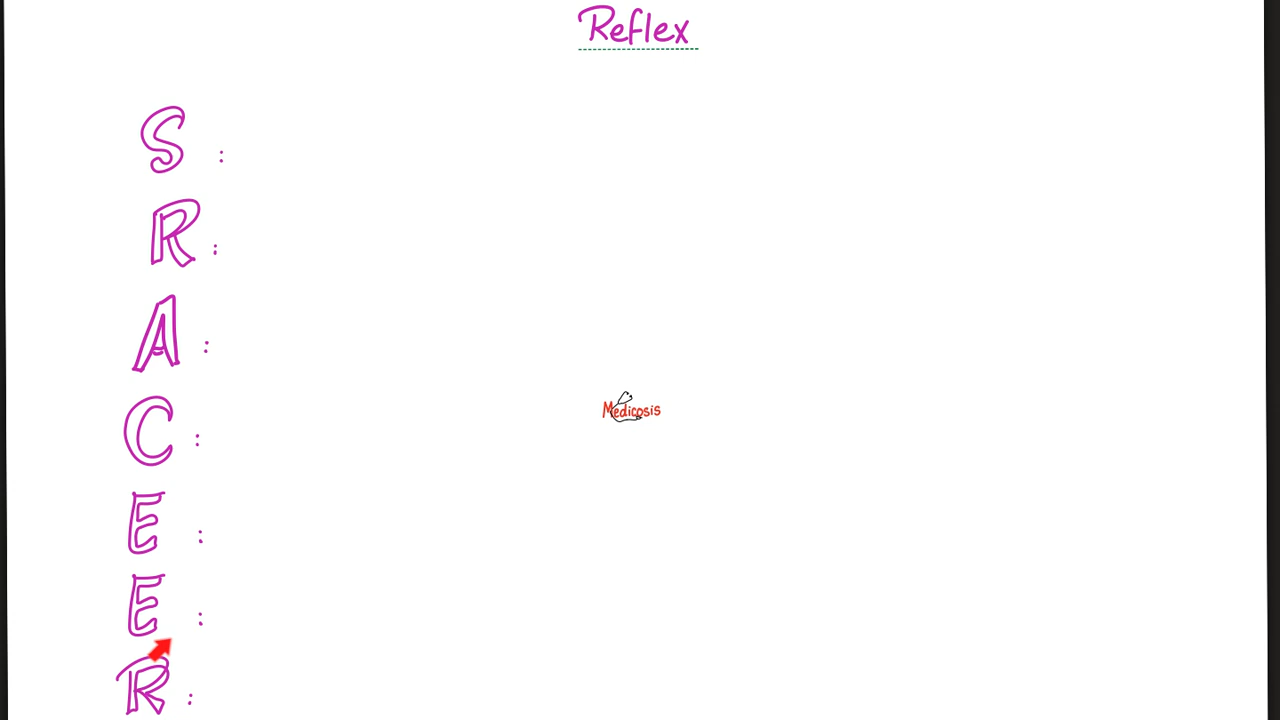 Reflex
S :
R :
A :
C :
Medicosis
E :
E :
R :